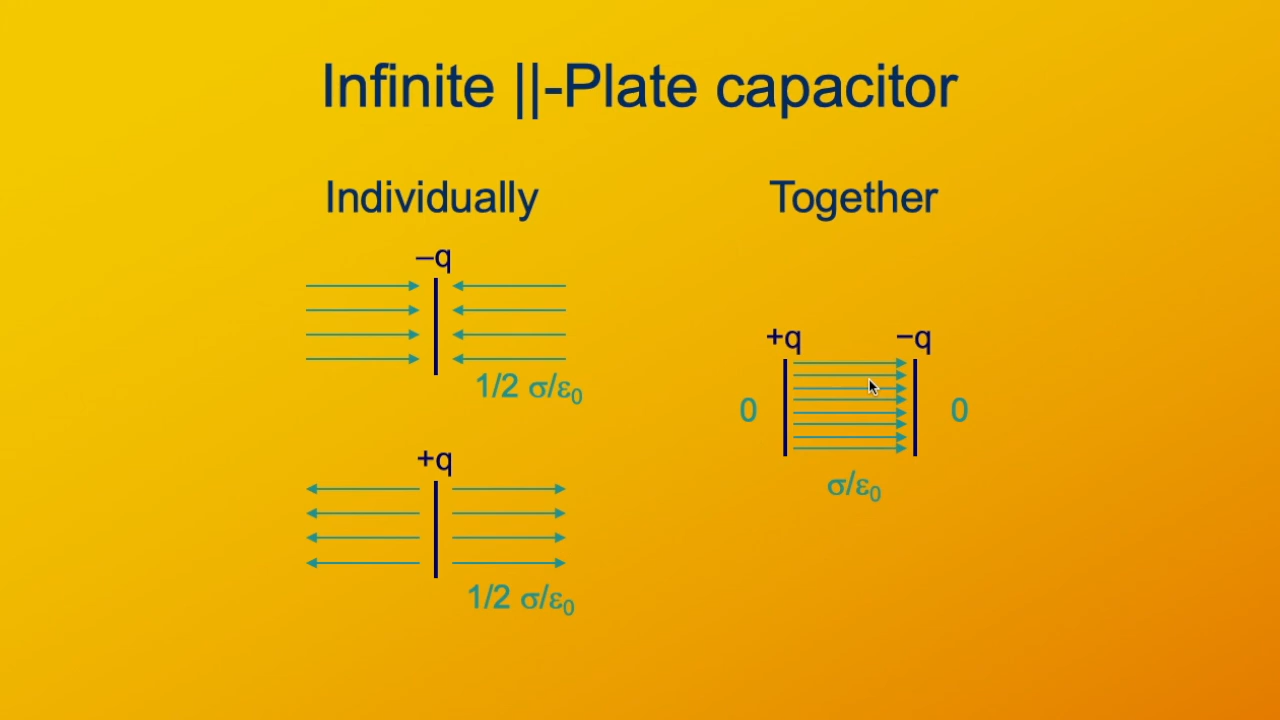 Infinite ||-Plate capacitor
Individually
–q
1/2 σ/ε₀
+q
1/2 σ/ε₀
Together
+q
−q
0
0
σ/ε₀